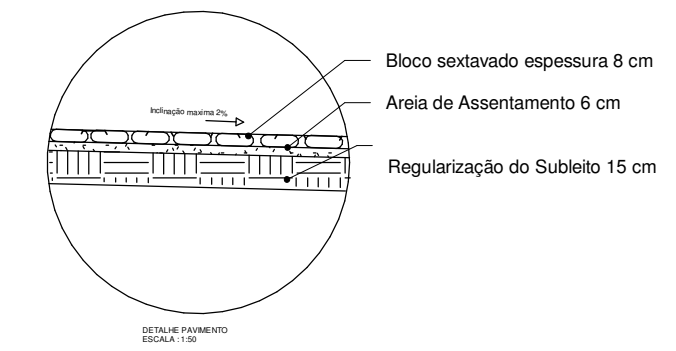 Bloco sextavado espessura 8 cm
Areia de Assentamento 6 cm
Inclinação maxima 2%
Regularização do Subleito 15 cm
DETALHE PAVIMENTO
ESCALA : 1:50